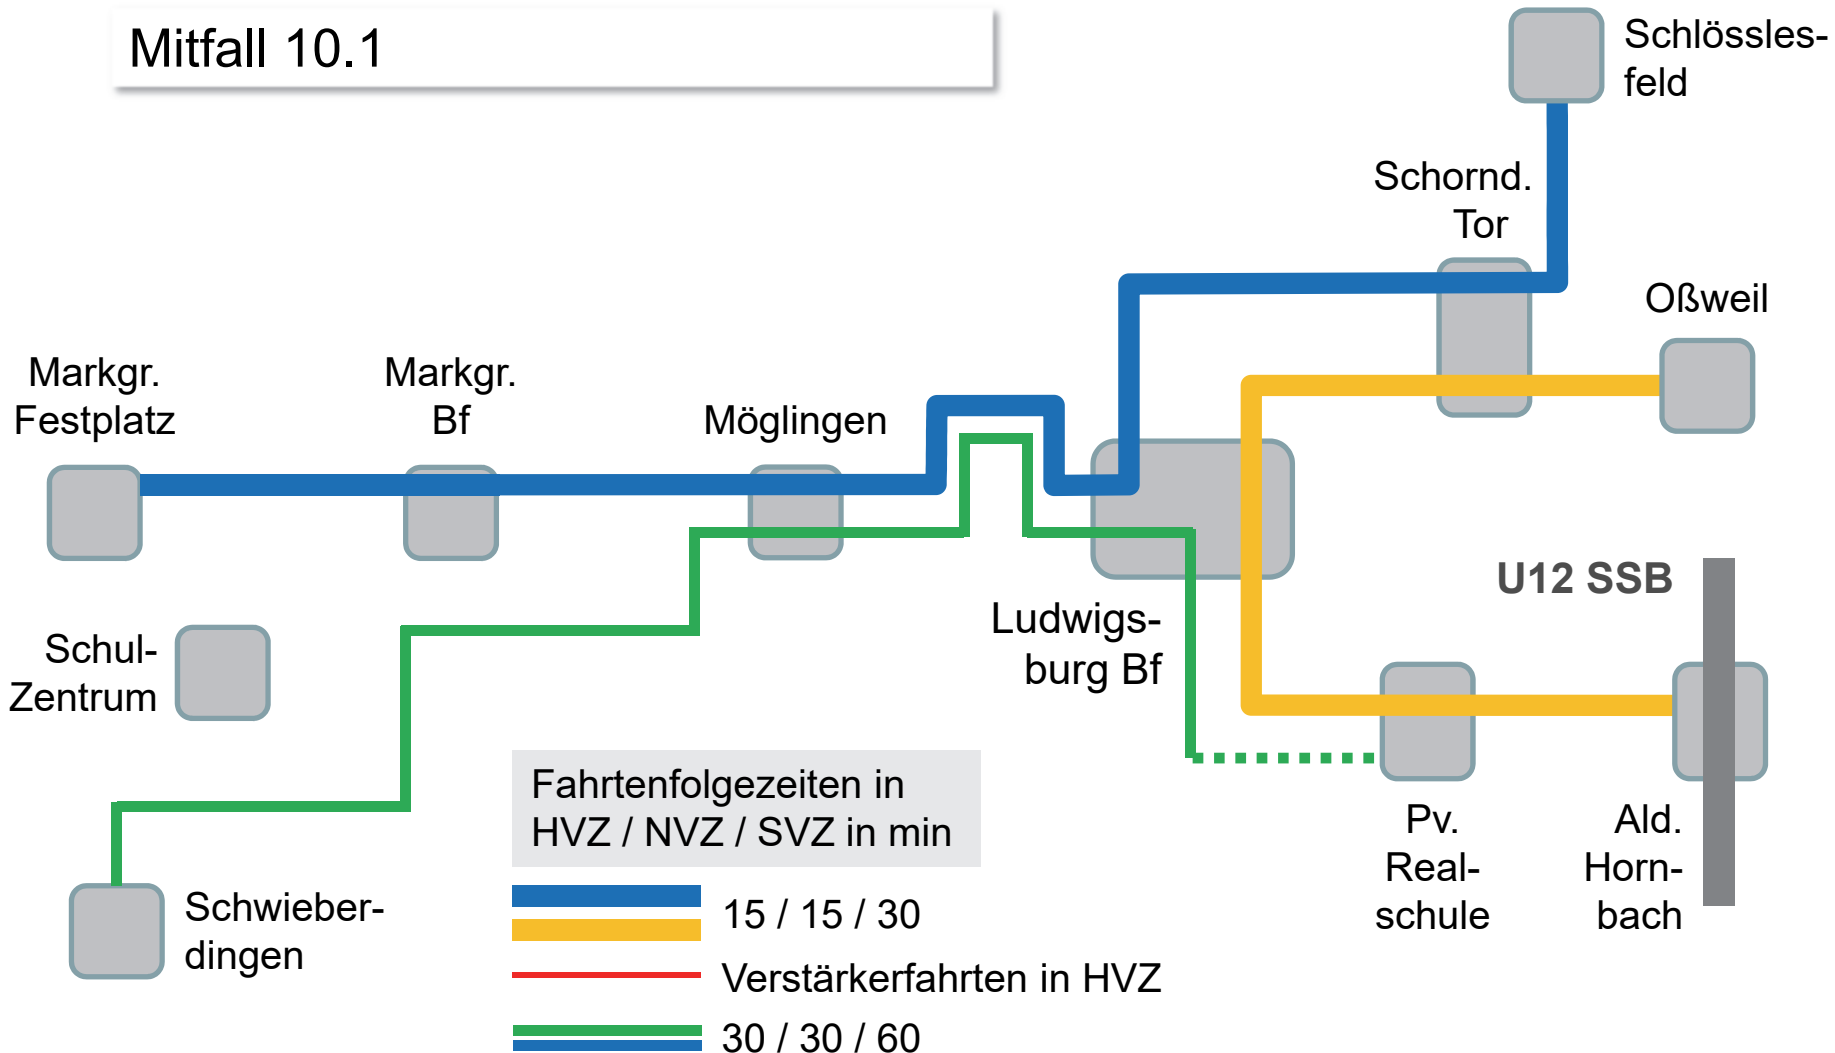 Mitfall 10.1
Schlössles-
feld
Schornd.
Tor
Oßweil
Markgr.
Festplatz
Markgr.
Bf
Möglingen
U12 SSB
Ludwigs-
burg Bf
Schul-
Zentrum
Fahrtenfolgezeiten in
HVZ / NVZ / SVZ in min
Pv.
Real-
schule
Ald.
Horn-
bach
Schwieber-
dingen
15 / 15 / 30
Verstärkerfahrten in HVZ
30 / 30 / 60